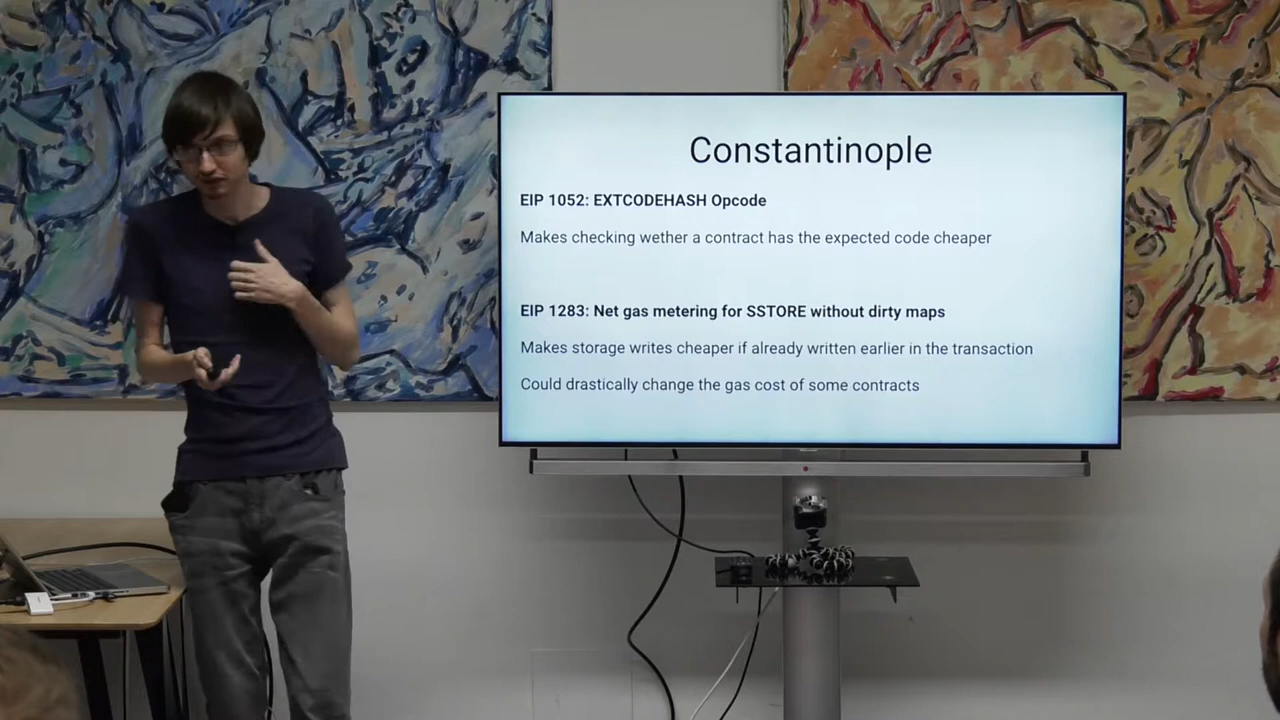 Constantinople
EIP 1052: EXTCODEHASH Opcode
Makes checking wether a contract has the expected code cheaper
EIP 1283: Net gas metering for SSTORE without dirty maps
Makes storage writes cheaper if already written earlier in the transaction
Could drastically change the gas cost of some contracts